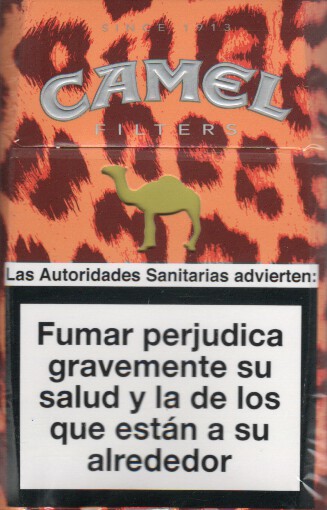 SINCE 1913
CAMEL
FILTERS
Las Autoridades Sanitarias advierten:
Fumar perjudica
gravemente su
salud y la de los
que están a su
alrededor